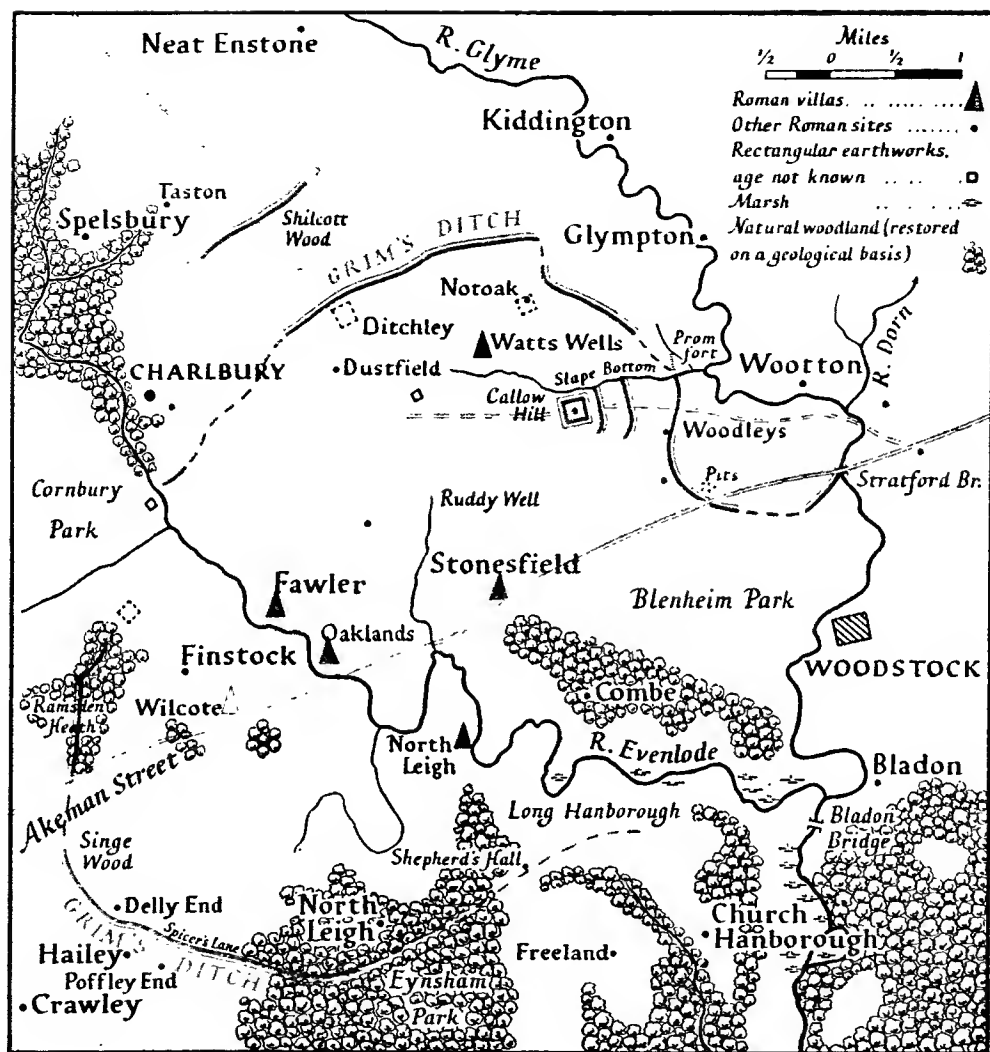 Neat Enstone
R. Glyme
Miles
1/2 0 1/2 1
Roman villas. .. ..... ....
Other Roman sites .......
Rectangular earthworks,
age not known .. .. .
Marsh .. . ...
Natural woodland (restored
on a geological basis)
Kiddington
Taston
Spelsbury
Shilcott
Wood
GRIM'S DITCH
Glympton
Notoak
Ditchley
Watts Wells
Prom
fort
R. Dorn
Wootton
CHARLBURY
Dustfield
Slape Bottom
Callow
Hill
Woodleys
Pits
Stratford Br.
Cornbury
Park
Ruddy Well
Stonesfield
Fawler
Blenheim Park
Oaklands
Finstock
WOODSTOCK
Combe
Ramsden
Heath
Wilcote
North
Leigh
R. Evenlode
Bladon
Akeman Street
Long Hanborough
Bladon
Bridge
Singe
Wood
Shepherd's Hall
Delly End
North
Leigh
Church
Hanborough
GRIM'S DITCH
Spicer's Lane
Hailey
Freeland
Poffley End
Eynsham
Park
Crawley